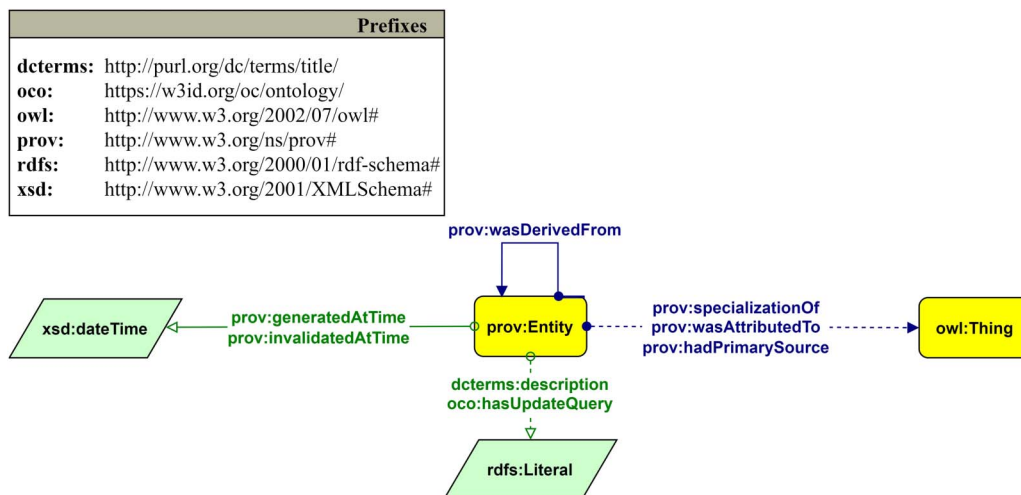 Prefixes
dcterms: http://purl.org/dc/terms/title/
oco: https://w3id.org/oc/ontology/
owl: http://www.w3.org/2002/07/owl#
prov: http://www.w3.org/ns/prov#
rdfs: http://www.w3.org/2000/01/rdf-schema#
xsd: http://www.w3.org/2001/XMLSchema#
prov:wasDerivedFrom
xsd:dateTime
prov:generatedAtTime
prov:invalidatedAtTime
prov:Entity
prov:specializationOf
prov:wasAttributedTo
prov:hadPrimarySource
owl:Thing
dcterms:description
oco:hasUpdateQuery
rdfs:Literal